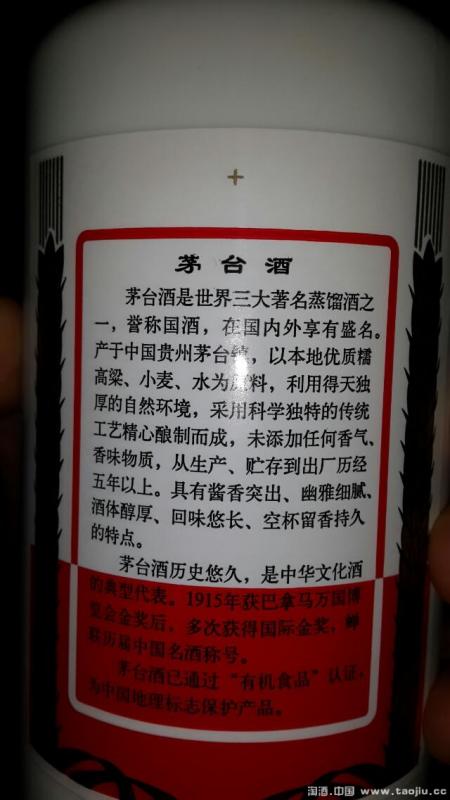 茅台酒
茅台酒是世界三大著名蒸馏酒之
一，誉称国酒，在国内外享有盛名。
产于中国贵州茅台镇，以本地优质糯
高粱、小麦、水为原料，利用得天独
厚的自然环境，采用科学独特的传统
工艺精心酿制而成，未添加任何香气、
香味物质，从生产、贮存到出厂历经
五年以上。具有酱香突出、幽雅细腻、
酒体醇厚、回味悠长、空杯留香持久
的特点。
茅台酒历史悠久，是中华文化酒
的典型代表。1915年获巴拿马万国博
览会金奖后，多次获得国际金奖，蝉
联历届中国名酒称号。
茅台酒已通过“有机食品”认证，
为中国地理标志保护产品。
淘酒.中国 www.taojiu.cc